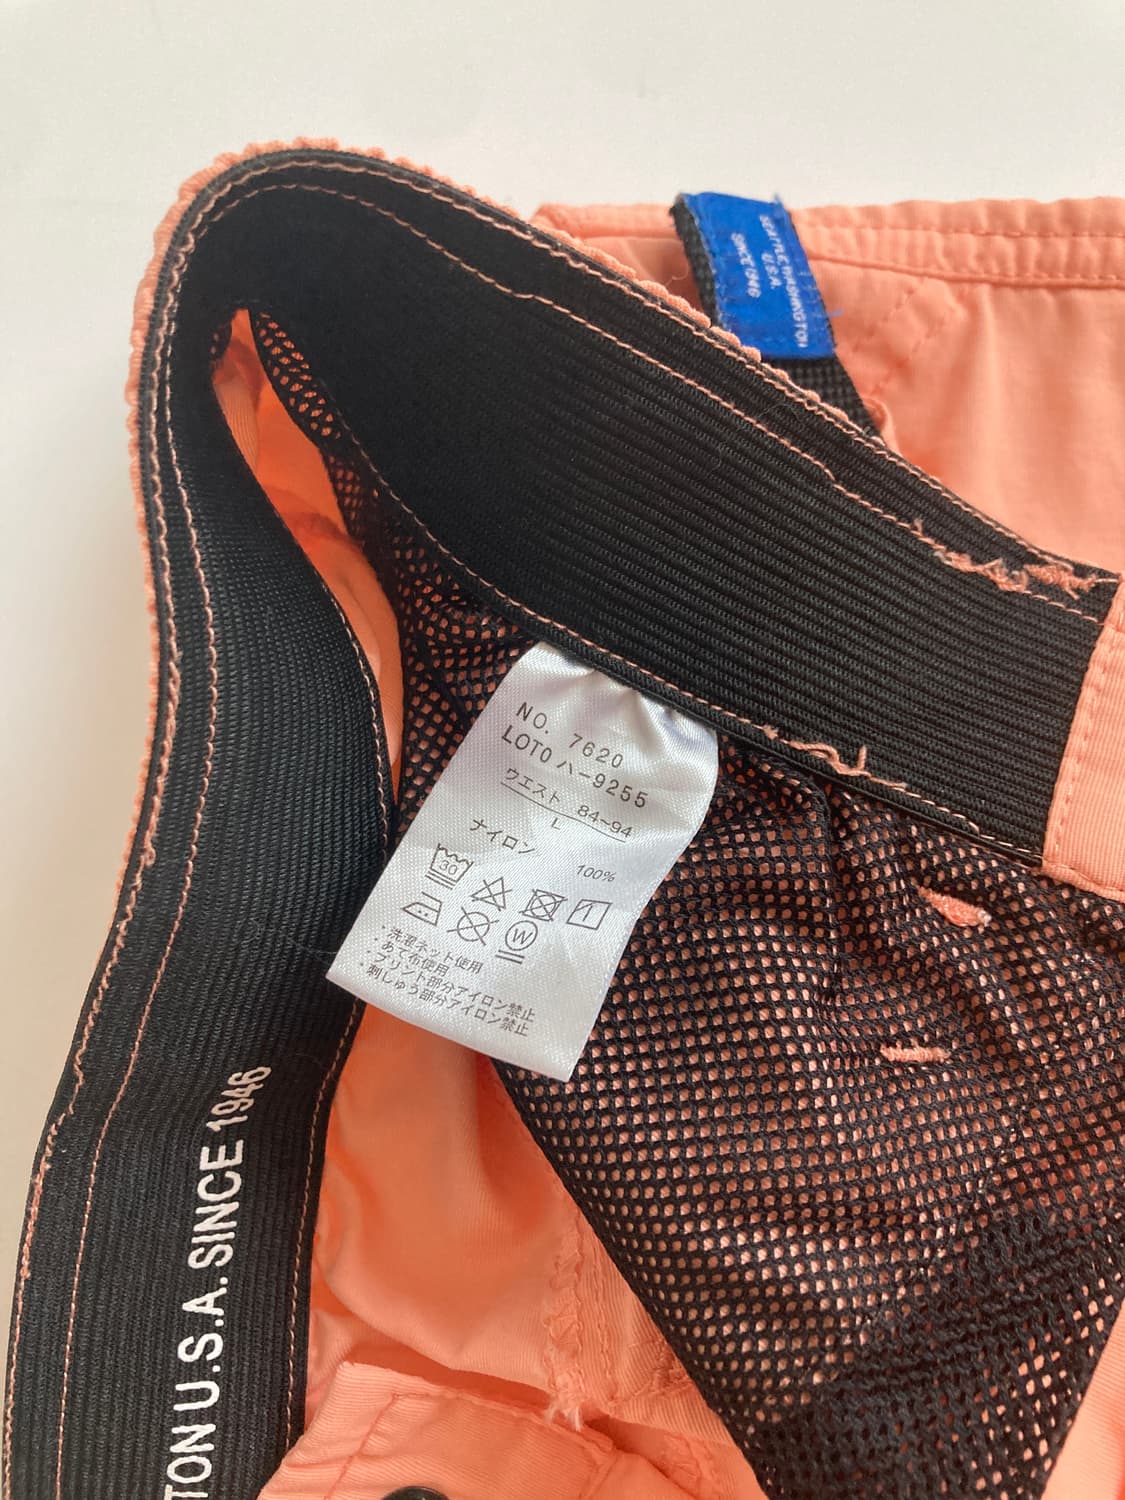 SEATTLE WASHINGTON
U.S.A.
SINCE 1946
NO. 7620
LOTO ハ-9255
ウエスト 84~94
L
ナイロン 100%
30
1
W
・洗濯ネット使用
・あて布使用
・プリント部分アイロン禁止
・刺しゅう部分アイロン禁止
TON U.S.A. SINCE 1946